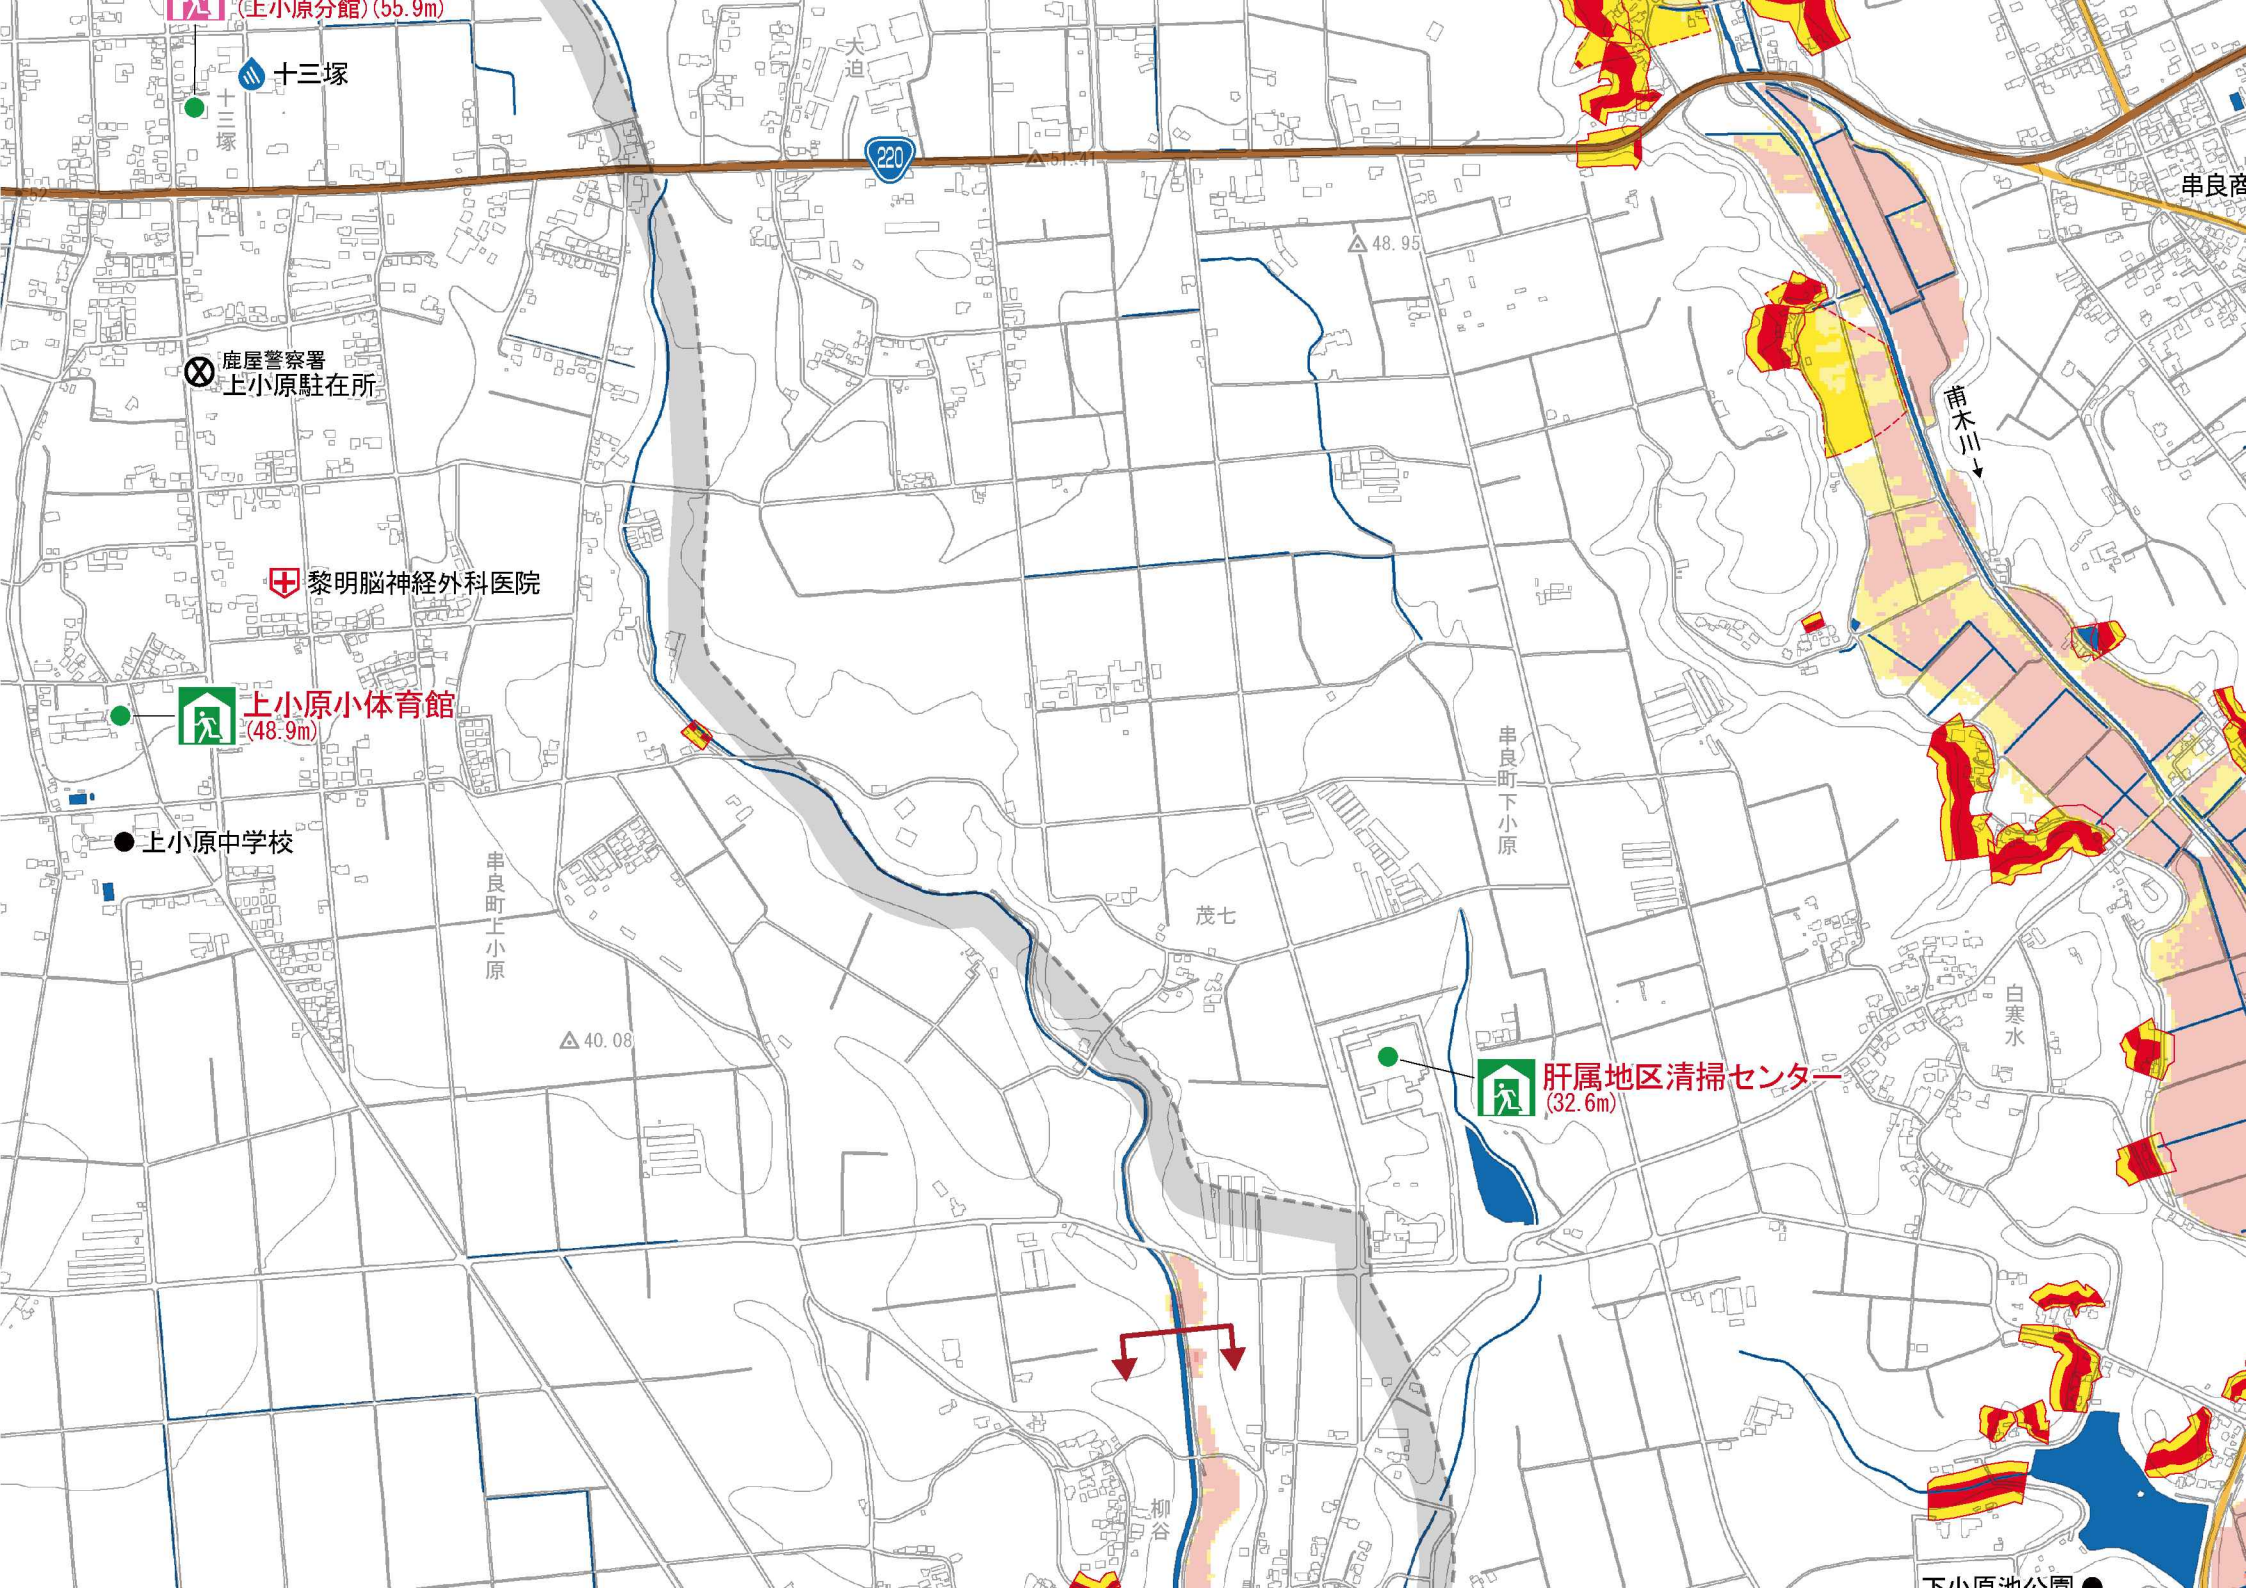 (上小原分館)(55.9m)
十三塚
十三塚
大迫
220
51.41
52
48.95
串良商
鹿屋警察署
上小原駐在所
甫木川
黎明脳神経外科医院
上小原小体育館
(48.9m)
串良町下小原
上小原中学校
串良町上小原
茂七
白寒水
40.08
肝属地区清掃センター
(32.6m)
柳谷
下小原池公園